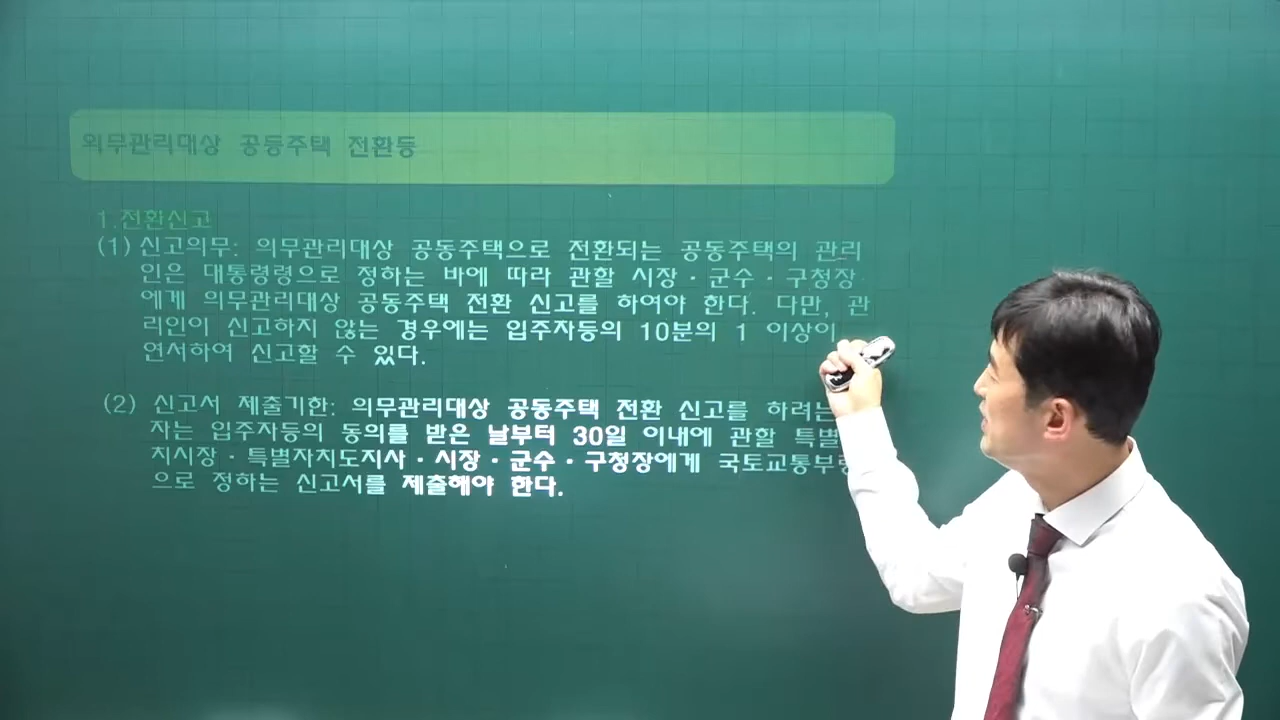 의무관리대상 공동주택 전환등
1.전환신고
(1) 신고의무: 의무관리대상 공동주택으로 전환되는 공동주택의 관리
인은 대통령령으로 정하는 바에 따라 관할 시장·군수·구청장
에게 의무관리대상 공동주택 전환 신고를 하여야 한다. 다만, 관
리인이 신고하지 않는 경우에는 입주자등의 10분의 1 이상이
연서하여 신고할 수 있다.
(2) 신고서 제출기한: 의무관리대상 공동주택 전환 신고를 하려는
자는 입주자등의 동의를 받은 날부터 30일 이내에 관할 특별
치시장·특별자치도지사·시장·군수·구청장에게 국토교통부령
으로 정하는 신고서를 제출해야 한다.